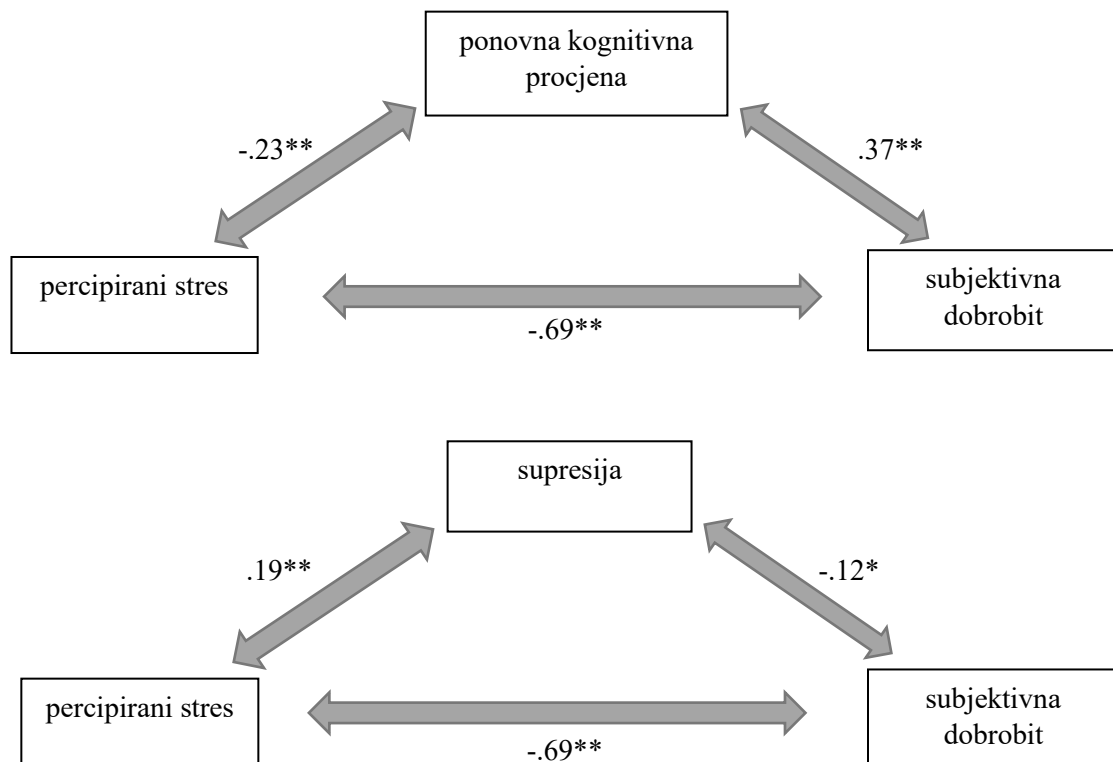 ponovna kognitivna
procjena
-.23**
.37**
percipirani stres
subjektivna
dobrobit
-.69**
supresija
.19**
-.12*
percipirani stres
subjektivna
dobrobit
-.69**